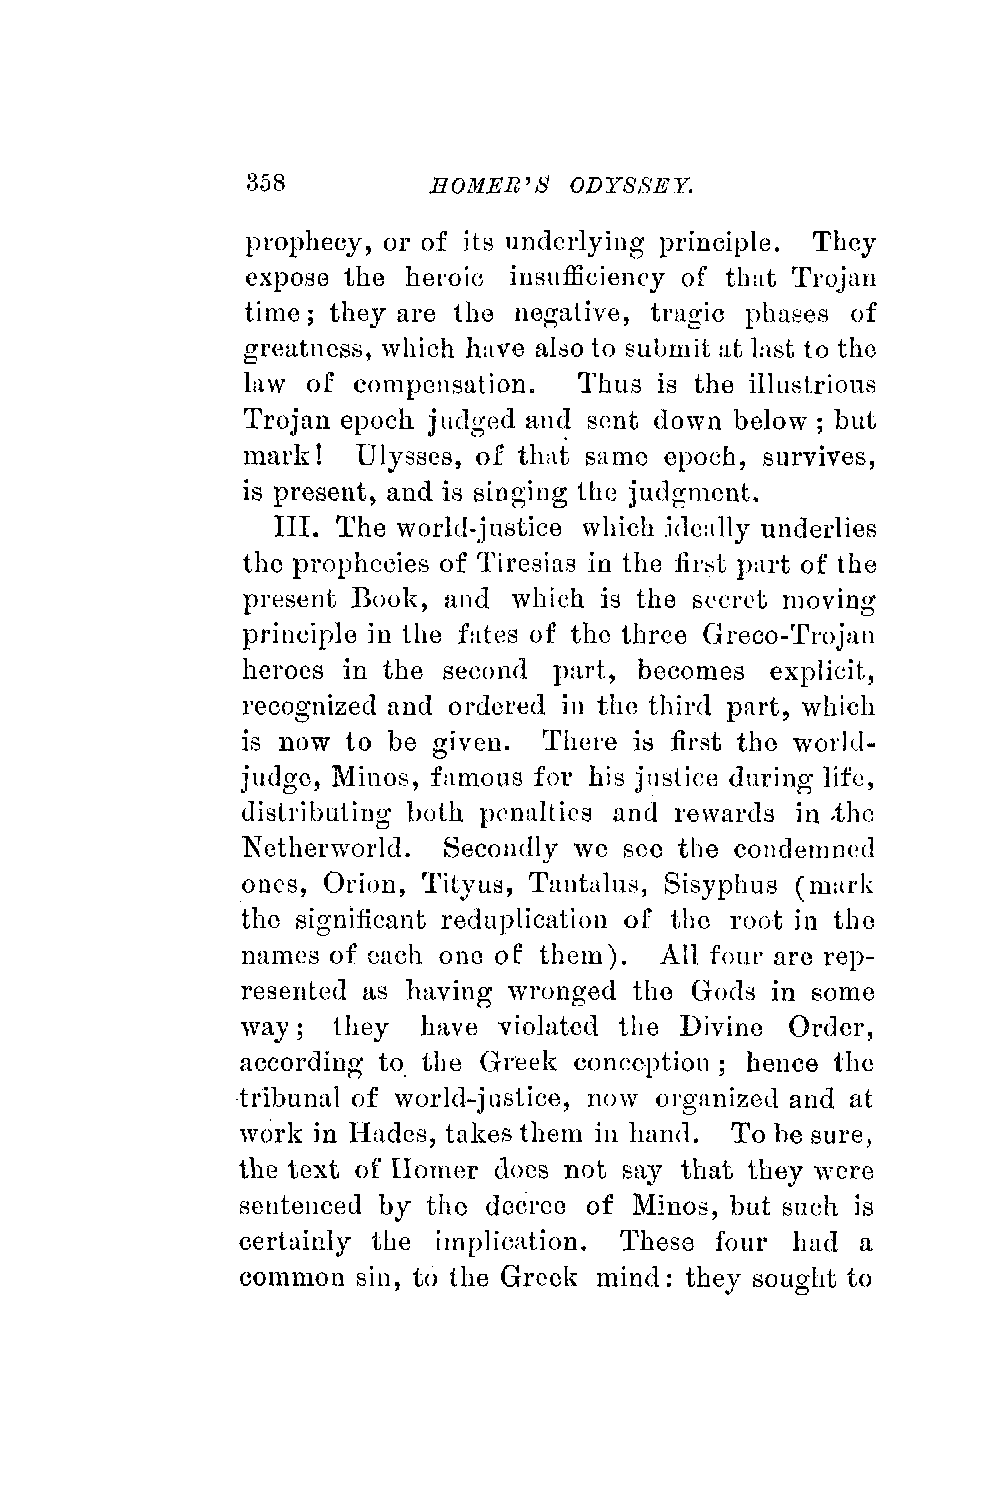 358 HOMER'S ODYSSEY.
prophecy, or of its underlying principle. They
expose the heroic insufficiency of that Trojan
time; they are the negative, tragic phases of
greatness, which have also to submit at last to the
law of compensation. Thus is the illustrious
Trojan epoch judged and sent down below; but
mark! Ulysses, of that same epoch, survives,
is present, and is singing the judgment.
III. The world-justice which ideally underlies
the prophecies of Tiresias in the first part of the
present Book, and which is the secret moving
principle in the fates of the three Greco-Trojan
heroes in the second part, becomes explicit,
recognized and ordered in the third part, which
is now to be given. There is first the world-
judge, Minos, famous for his justice during life,
distributing both penalties and rewards in the
Netherworld. Secondly we see the condemned
ones, Orion, Tityus, Tantalus, Sisyphus (mark
the significant reduplication of the root in the
names of each one of them). All four are rep-
resented as having wronged the Gods in some
way; they have violated the Divine Order,
according to the Greek conception; hence the
tribunal of world-justice, now organized and at
work in Hades, takes them in hand. To be sure,
the text of Homer does not say that they were
sentenced by the decree of Minos, but such is
certainly the implication. These four had a
common sin, to the Greek mind: they sought to